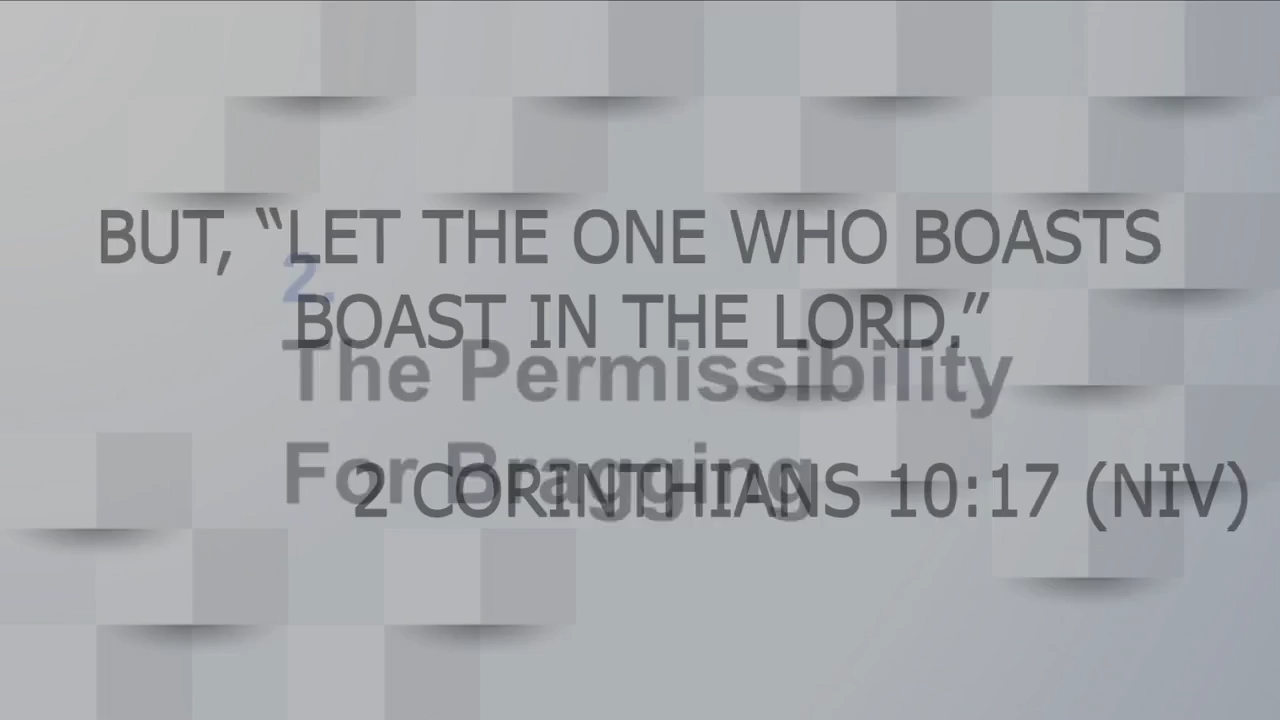 BUT, “LET THE ONE WHO BOASTS
2.
BOAST IN THE LORD.”
The Permissibility
For Bragging
2 CORINTHIANS 10:17 (NIV)